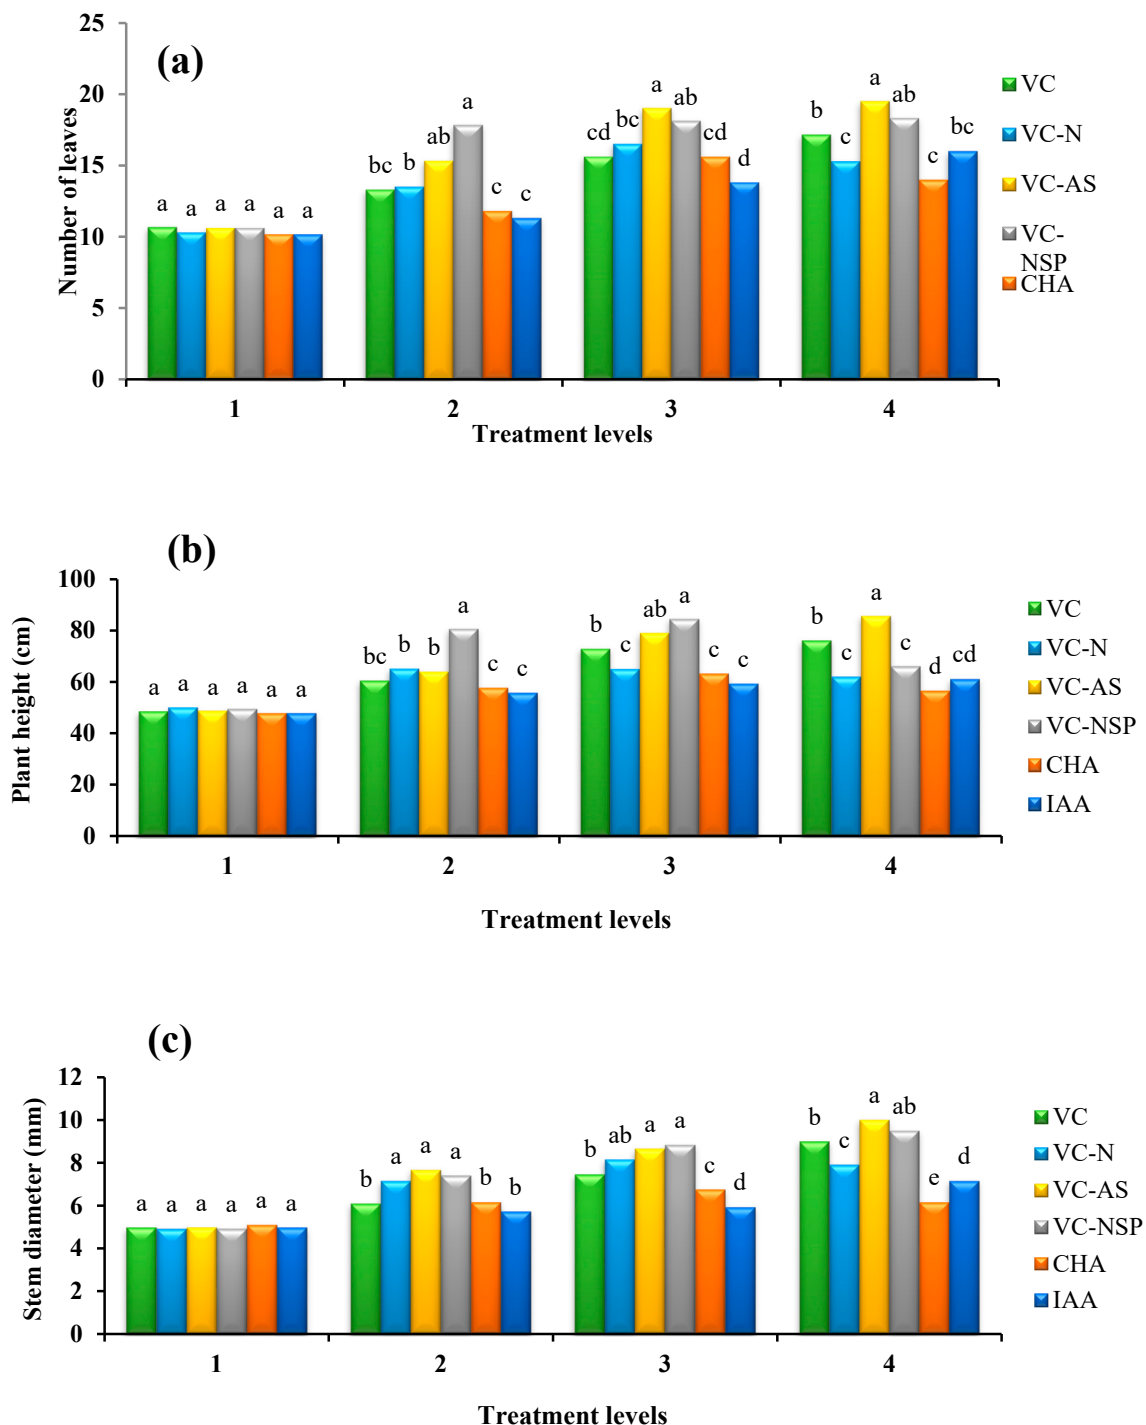 (a)
25
20
15
10
5
0
Number of leaves
a a a a a a
bc b ab a c c
cd bc a ab cd d
b c a ab c bc
1 2 3 4
Treatment levels
VC
VC-N
VC-AS
VC-
NSP
CHA
(b)
100
80
60
40
20
0
Plant height (cm)
a a a a a a
bc b b a c c
b c ab a c c
b c a c d cd
1 2 3 4
Treatment levels
VC
VC-N
VC-AS
VC-NSP
CHA
IAA
(c)
12
10
8
6
4
2
0
Stem diameter (mm)
a a a a a a
b a a a b b
b ab a a c d
b c a ab e d
1 2 3 4
Treatment levels
VC
VC-N
VC-AS
VC-NSP
CHA
IAA